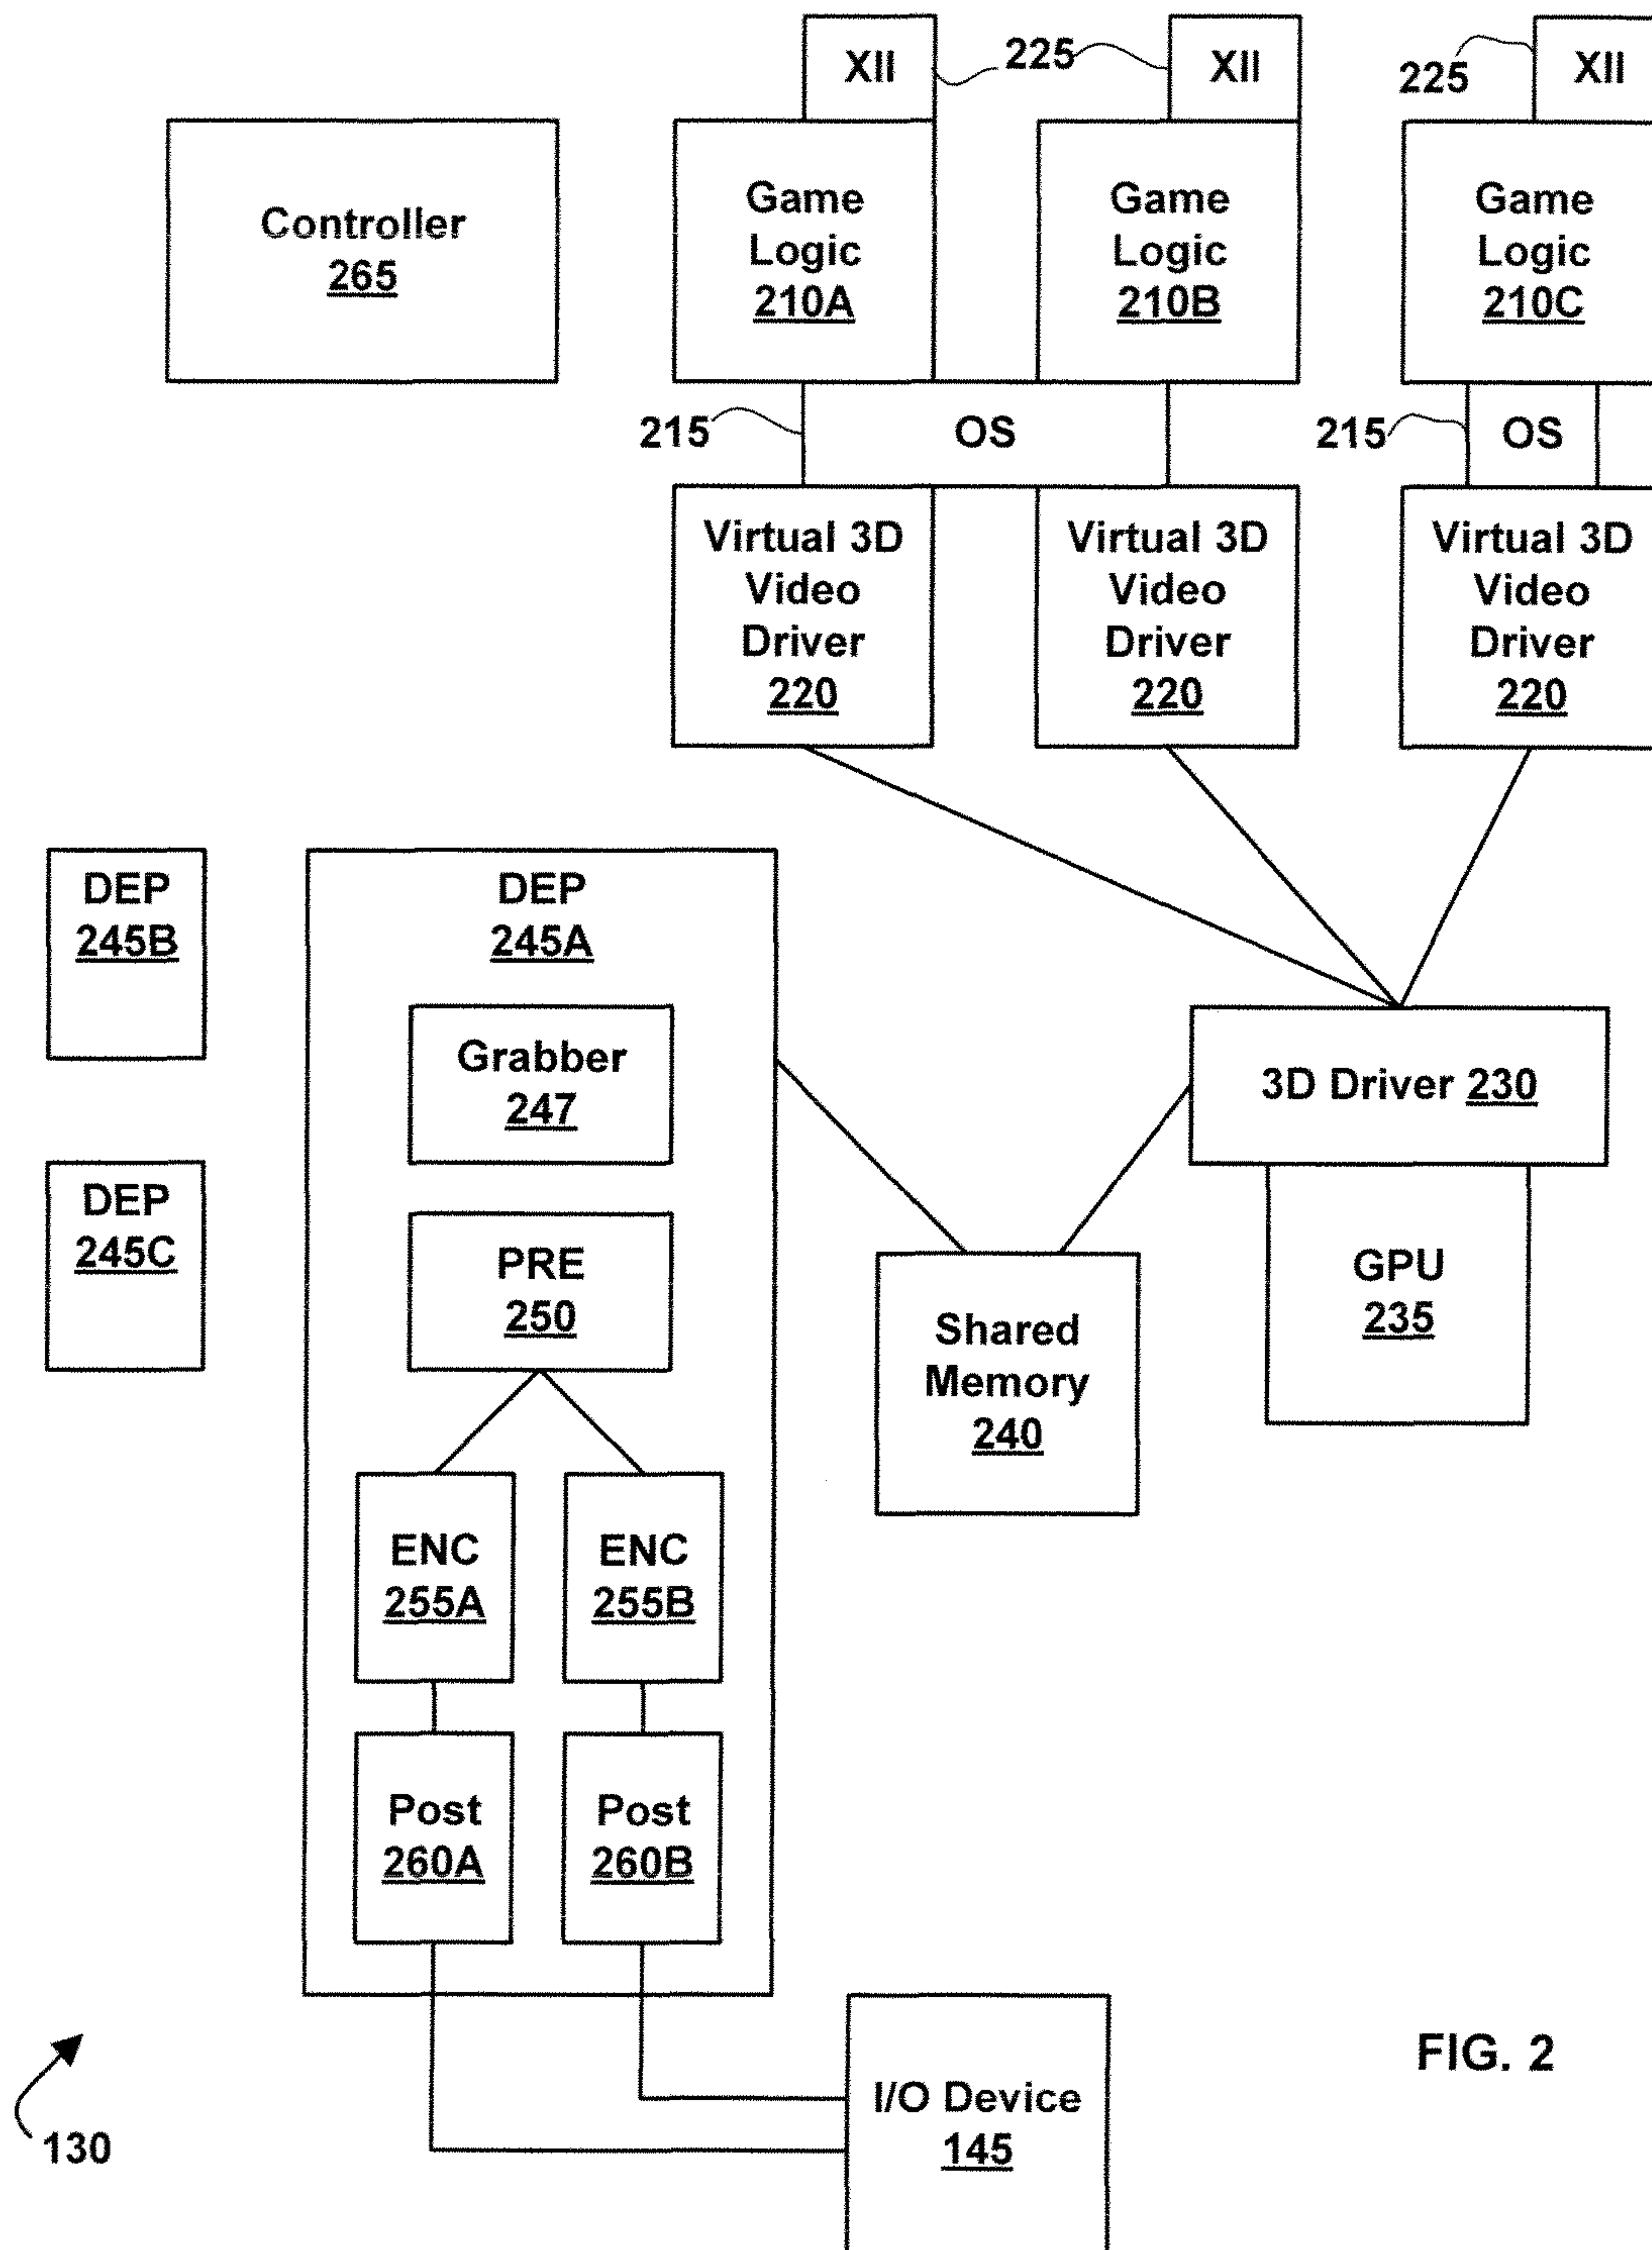 XII
225
XII
225
XII
Controller
265
Game
Logic
210A
Game
Logic
210B
Game
Logic
210C
215
OS
215
OS
Virtual 3D
Video
Driver
220
Virtual 3D
Video
Driver
220
Virtual 3D
Video
Driver
220
DEP
245B
DEP
245A
Grabber
247
3D Driver 230
DEP
245C
PRE
250
GPU
235
Shared
Memory
240
ENC
255A
ENC
255B
Post
260A
Post
260B
I/O Device
145
FIG. 2
130